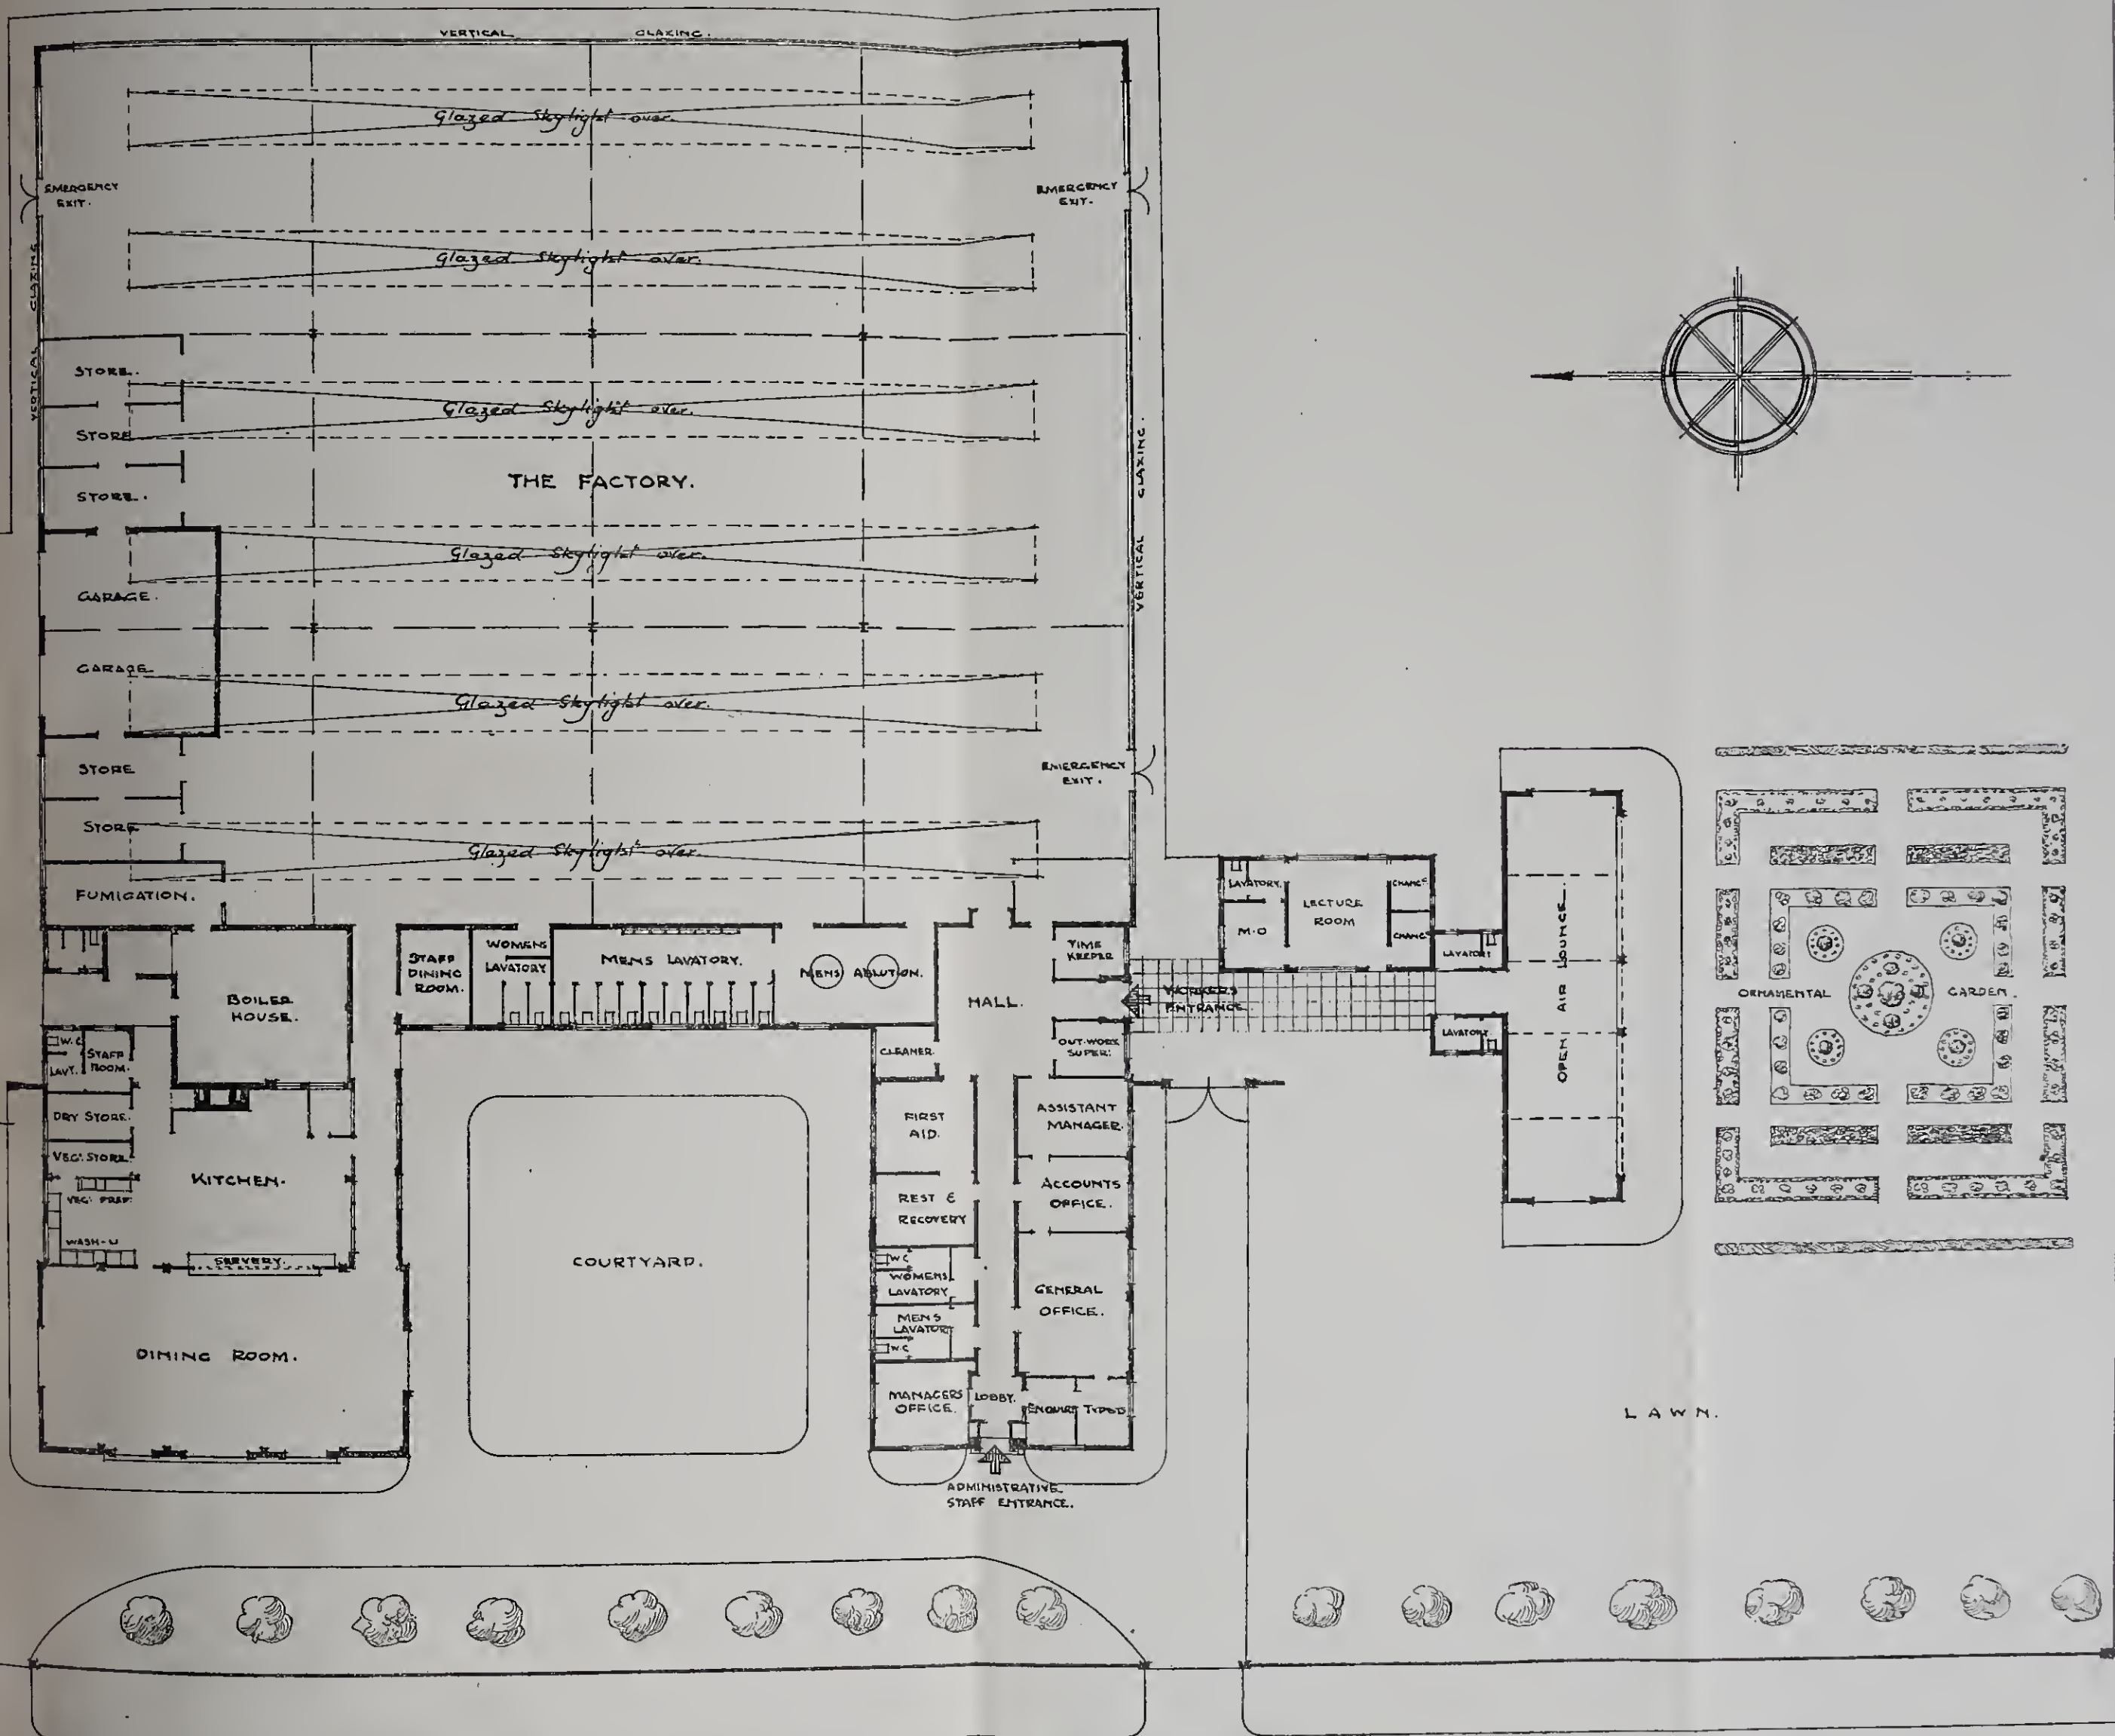 VERTICAL GLAZING.
Glazed Skylight over.
EMERGENCY
EXIT.
EMERGENCY
EXIT.
VERTICAL GLAZING
Glazed Skylight over.
STORE.
Glazed Skylight over.
STORE
VERTICAL GLAZING.
THE FACTORY.
STORE.
Glazed Skylight over.
GARAGE.
GARAGE
Glazed Skylight over.
STORE
EMERGENCY
EXIT.
STORE
Glazed Skylight over.
FUMIGATION.
LAVATORY.
LECTURE
ROOM
CHANG
M.O
CHANG
STAFF
DINING
ROOM.
WOMENS
LAVATORY
MENS LAVATORY.
MENS ABLUTION.
TIME
KEEPER
LAVATORY
OPEN AIR LOUNGE.
BOILER
HOUSE.
HALL.
WORKERS
ENTRANCE.
ORNAMENTAL GARDEN.
LAVATORY
W.C
LAVY.
STAFF
ROOM.
CLEANER.
OUT-WORK
SUPER:
DRY STORE.
FIRST
AID.
ASSISTANT
MANAGER.
VEG: STORE.
KITCHEN.
VEG: PREP:
REST &
RECOVERY
ACCOUNTS
OFFICE.
WASH-U
SERVERY.
COURTYARD.
W.C
WOMENS
LAVATORY
GENERAL
OFFICE.
MENS
LAVATORY
W.C
DINING ROOM.
MANAGERS
OFFICE.
LOBBY.
LAWN.
ADMINISTRATIVE
STAFF ENTRANCE.